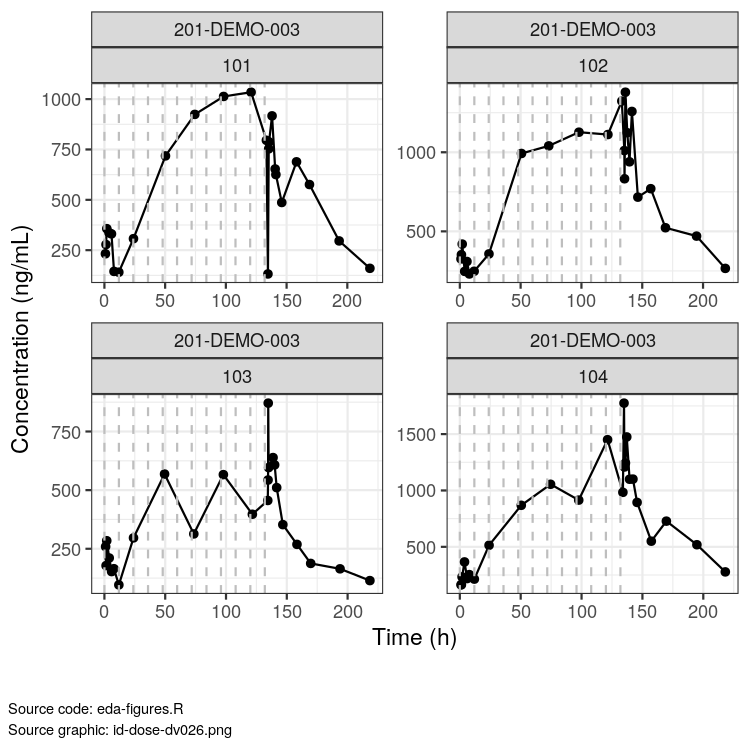 201-DEMO-003 201-DEMO-003
101 102
1000
750
500
250
1000
500
0 50 100 150 200 0 50 100 150 200
Concentration (ng/mL)
201-DEMO-003 201-DEMO-003
103 104
750
500
250
1500
1000
500
0 50 100 150 200 0 50 100 150 200
Time (h)
Source code: eda-figures.R
Source graphic: id-dose-dv026.png